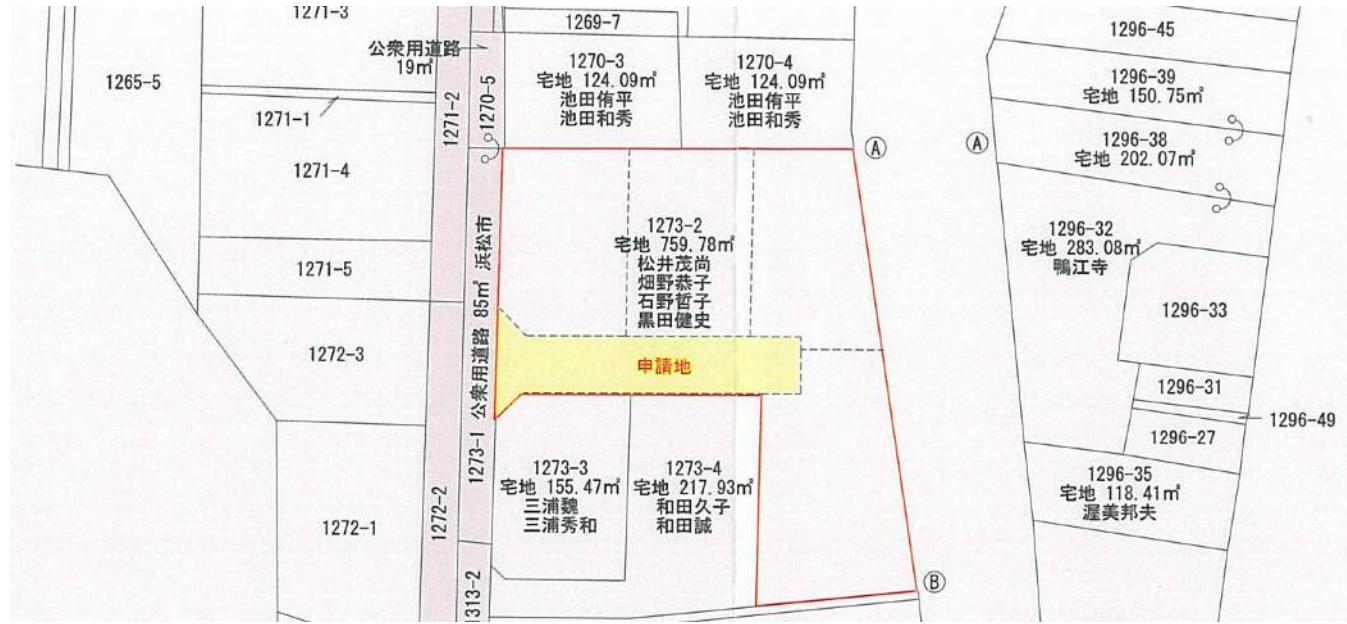 1271-3
1269-7
公衆用道路
19㎡
1265-5
1271-2
1270-5
1270-3
宅地 124.09㎡
池田侑平
池田和秀
1270-4
宅地 124.09㎡
池田侑平
池田和秀
1296-45
1296-39
宅地 150.75㎡
1296-38
宅地 202.07㎡
1271-1
1271-4
Ⓐ
Ⓐ
1273-2
宅地 759.78㎡
松井茂尚
畑野恭子
石野哲子
黒田健史
1296-32
宅地 283.08㎡
鴨江寺
1271-5
1296-33
1272-3
1273-1 公衆用道路 85㎡ 浜松市
申請地
1296-31
1296-49
1296-27
1273-3
宅地 155.47㎡
三浦魏
三浦秀和
1273-4
宅地 217.93㎡
和田久子
和田誠
1296-35
宅地 118.41㎡
渥美邦夫
1272-1
1272-2
1313-2
Ⓑ